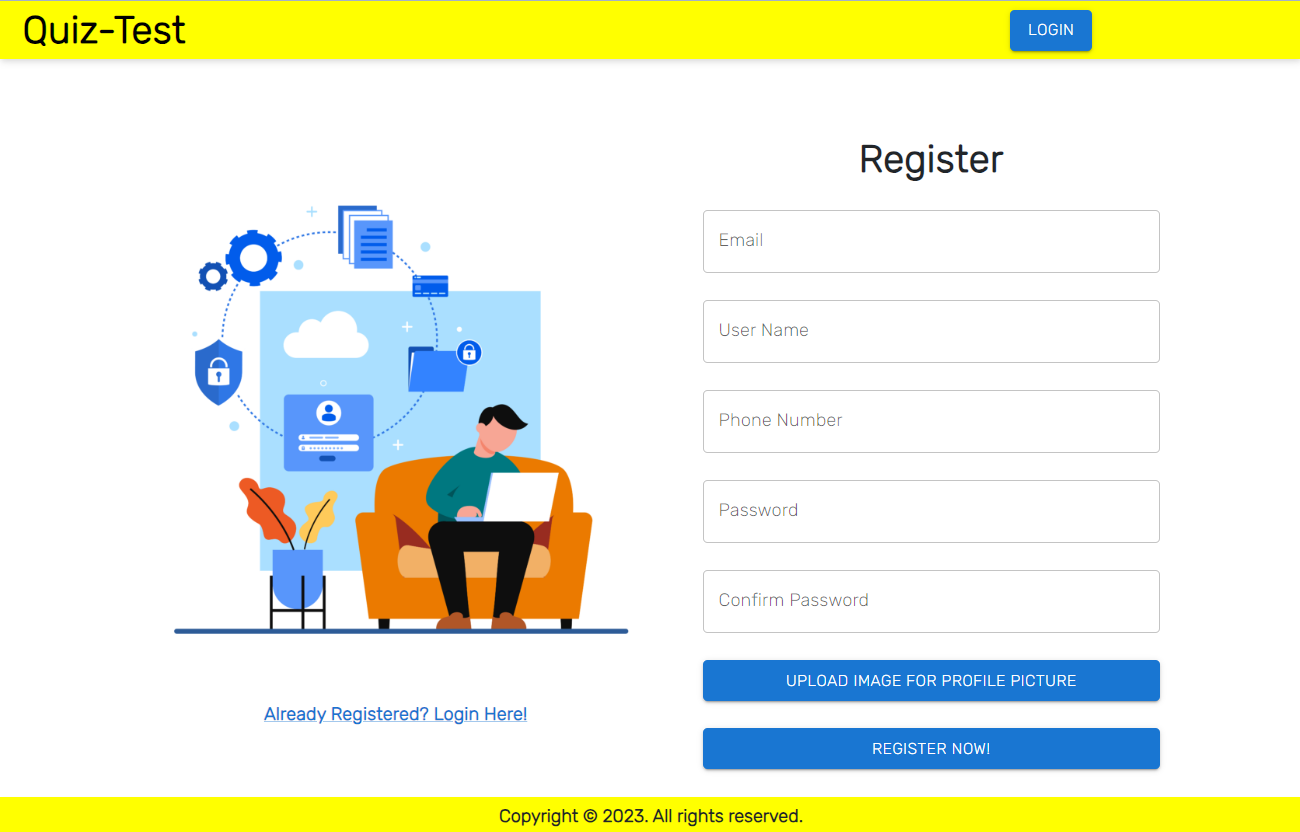 Quiz-Test
LOGIN
Register
Email
User Name
Phone Number
Password
Confirm Password
UPLOAD IMAGE FOR PROFILE PICTURE
REGISTER NOW!
Already Registered? Login Here!
Copyright © 2023. All rights reserved.